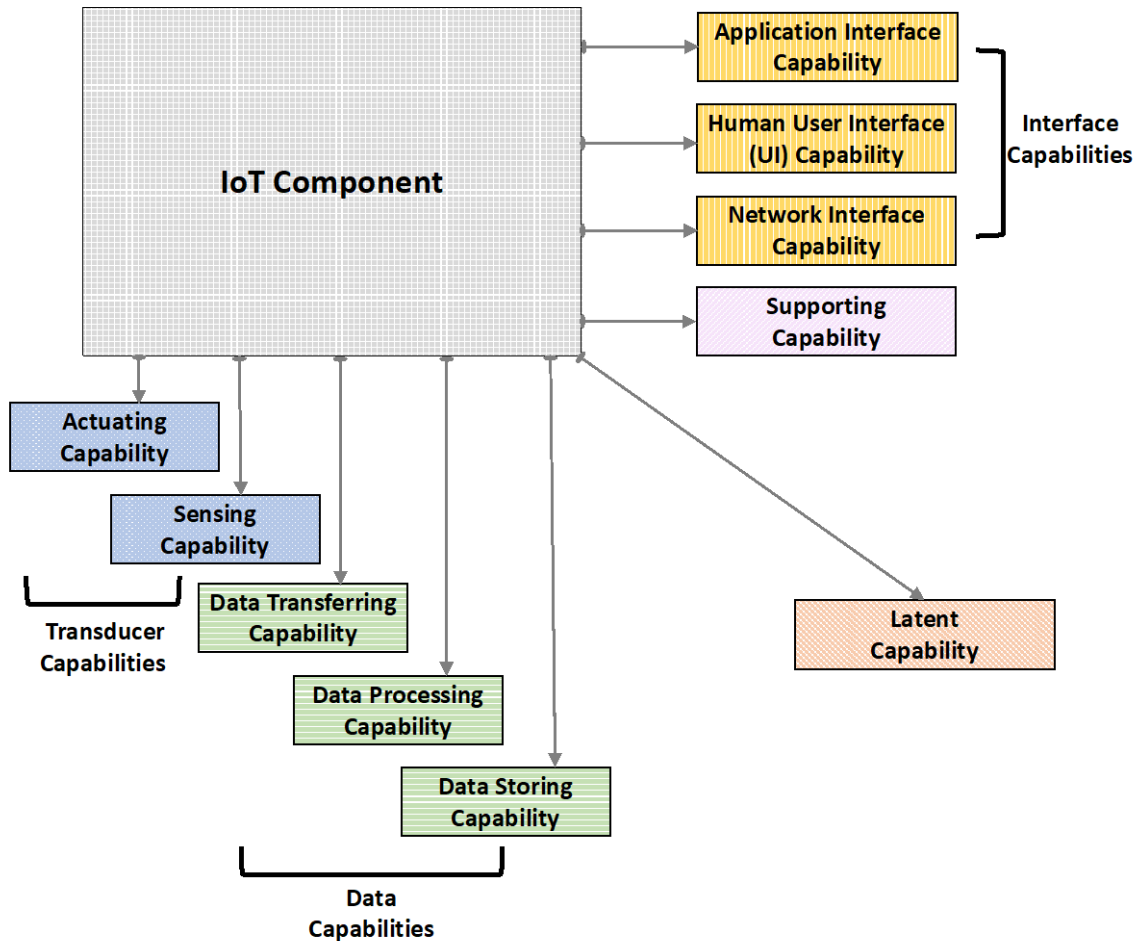 IoT Component
Application Interface
Capability
Human User Interface
(UI) Capability
Network Interface
Capability
Interface
Capabilities
Supporting
Capability
Actuating
Capability
Sensing
Capability
Transducer
Capabilities
Data Transferring
Capability
Data Processing
Capability
Data Storing
Capability
Data
Capabilities
Latent
Capability